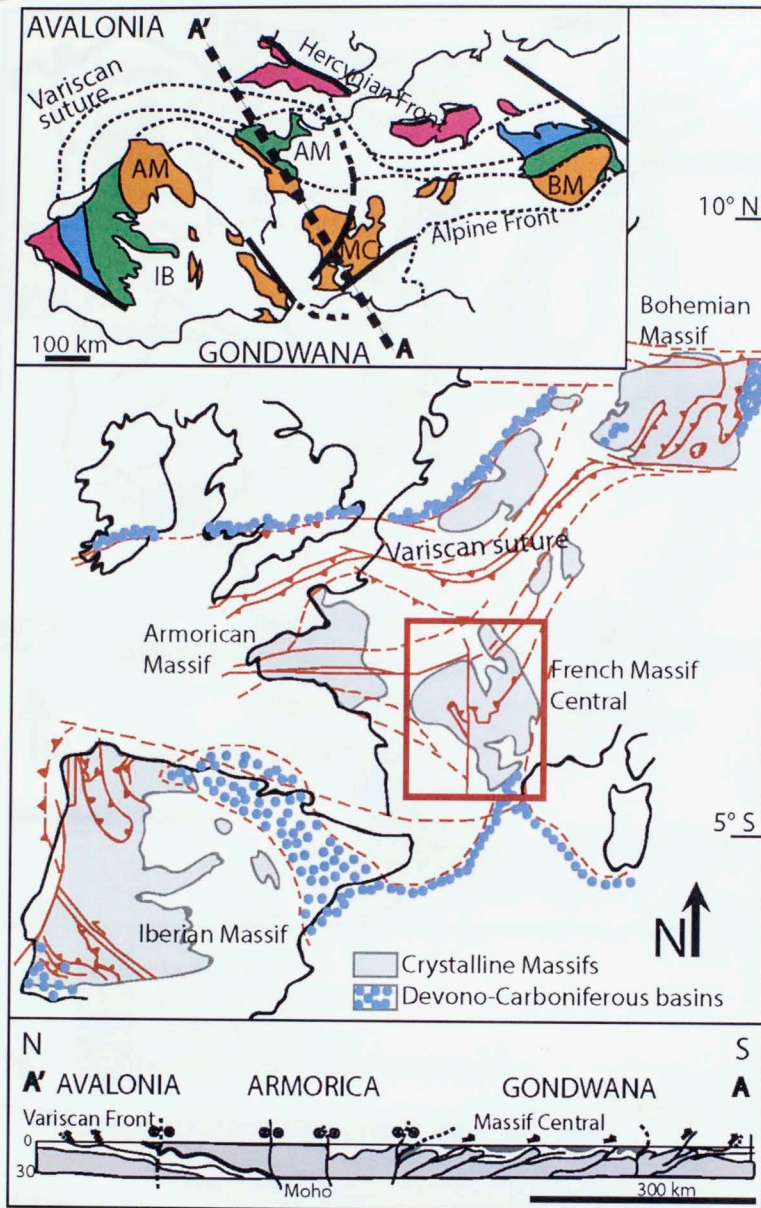 AVALONIA
A'
Hercynian Front
Variscan
suture
AM
AM
BM
MC
Alpine Front
IB
100 km
GONDWANA
A
10° N
Bohemian
Massif
Variscan suture
Armorican
Massif
French Massif
Central
5° S
Iberian Massif
N
Crystalline Massifs
Devono-Carboniferous basins
N
S
A' AVALONIA ARMORICA GONDWANA A
Variscan Front
Massif Central
0
30
Moho
300 km